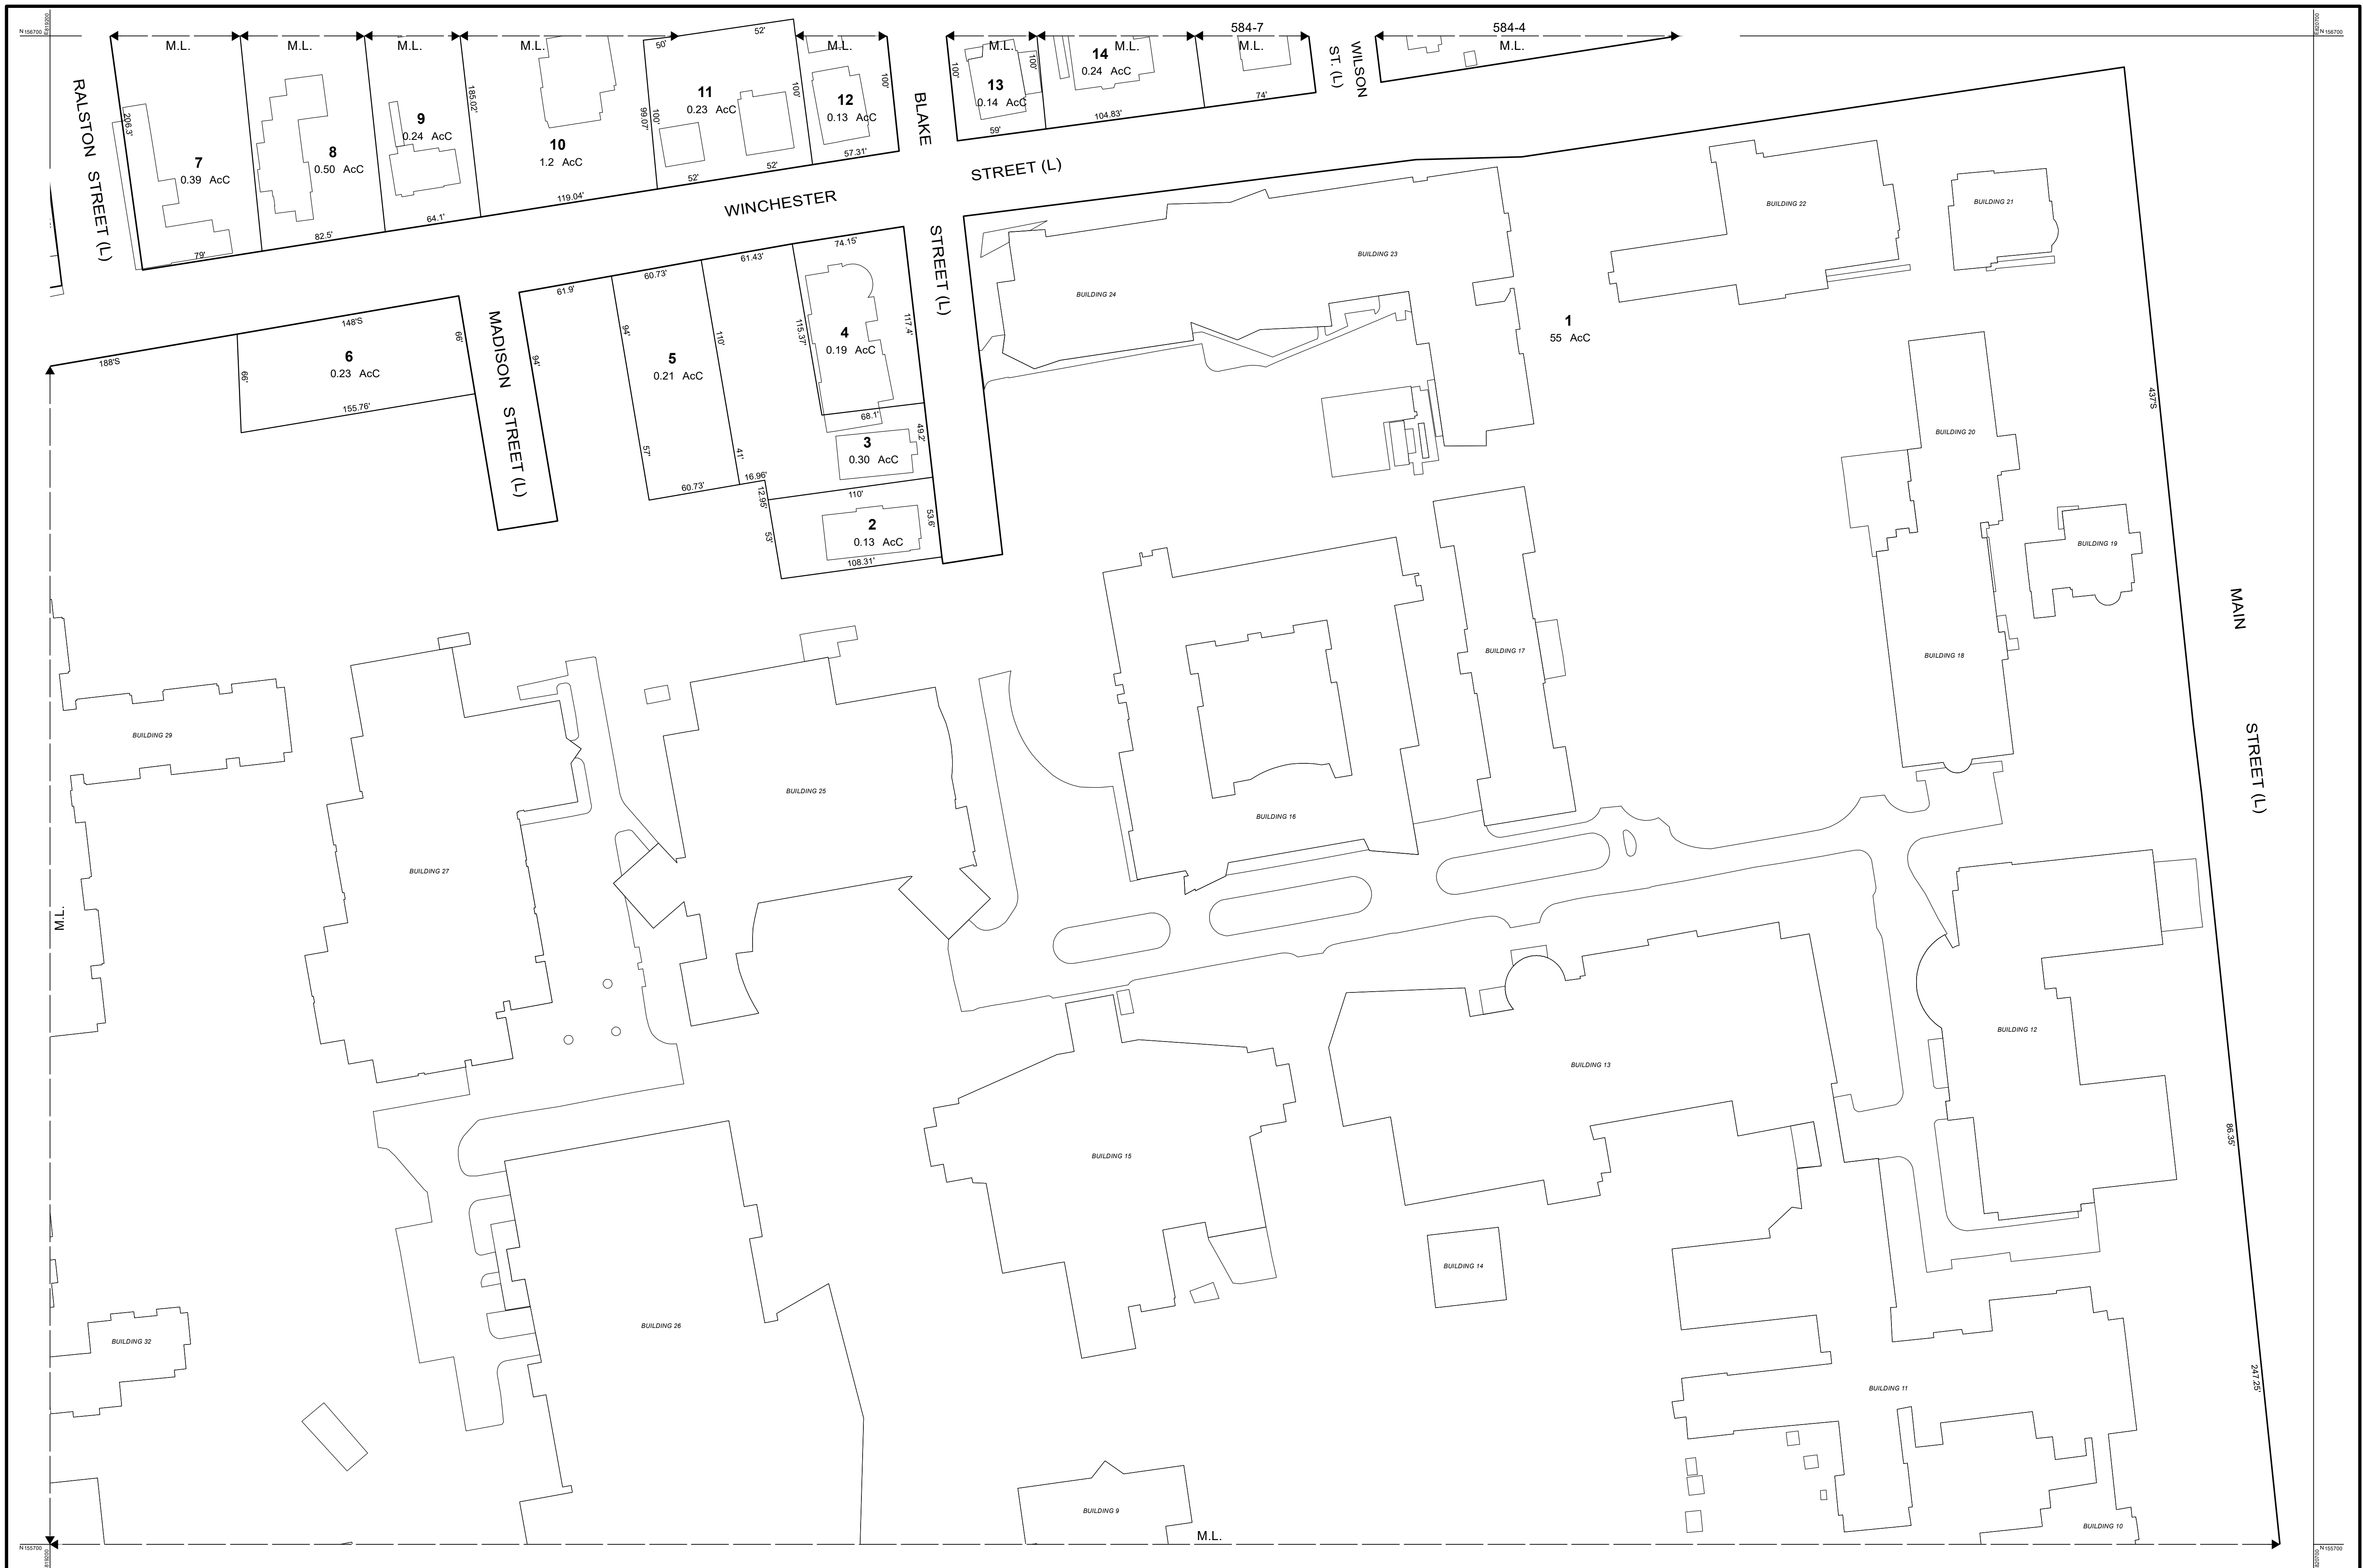 N 156700
E 819200
584-7
584-4
E 820700
N 156700
M.L.
M.L.
M.L.
M.L.
M.L.
M.L.
M.L.
M.L.
M.L.
RALSTON STREET (L)
206.3'
7
0.39 AcC
79'
8
0.50 AcC
82.5'
9
0.24 AcC
64.1'
185.02'
10
1.2 AcC
119.04'
99.07'
100'
50'
52'
11
0.23 AcC
52'
52'
100'
12
0.13 AcC
57.31'
100'
BLAKE
STREET (L)
100'
13
0.14 AcC
59'
100'
14
0.24 AcC
104.83'
74'
WILSON
ST. (L)
WINCHESTER
STREET (L)
188'S
148'S
66'
6
0.23 AcC
66'
155.76'
MADISON STREET (L)
94'
61.9'
94'
57'
60.73'
5
0.21 AcC
60.73'
110'
41'
61.43'
16.96'
12.95'
74.15'
115.37'
4
0.19 AcC
117.4'
68.1'
3
0.30 AcC
49.2'
110'
2
0.13 AcC
53.6'
53'
108.31'
1
55 AcC
BUILDING 24
BUILDING 23
BUILDING 22
BUILDING 21
BUILDING 20
BUILDING 19
BUILDING 18
BUILDING 17
BUILDING 16
BUILDING 25
BUILDING 29
BUILDING 27
437'S
MAIN
STREET (L)
M.L.
BUILDING 12
BUILDING 13
BUILDING 15
BUILDING 14
86.35'
BUILDING 26
BUILDING 32
BUILDING 11
247.25'
BUILDING 9
BUILDING 10
M.L.
N 155700
819200
820700
N 155700